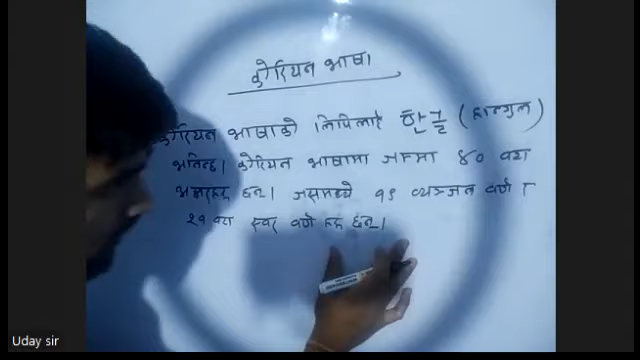 कोरियन भाषा
कोरियन भाषाको लिपिलाई 한글 (हान्गुल)
भनिन्छ। कोरियन भाषामा जम्मा ४० वटा
अक्षरहरु छन्। जसमध्ये १९ व्यञ्जन वर्ण र
२१ वटा स्वर वर्ण हरु छन्।
Uday sir